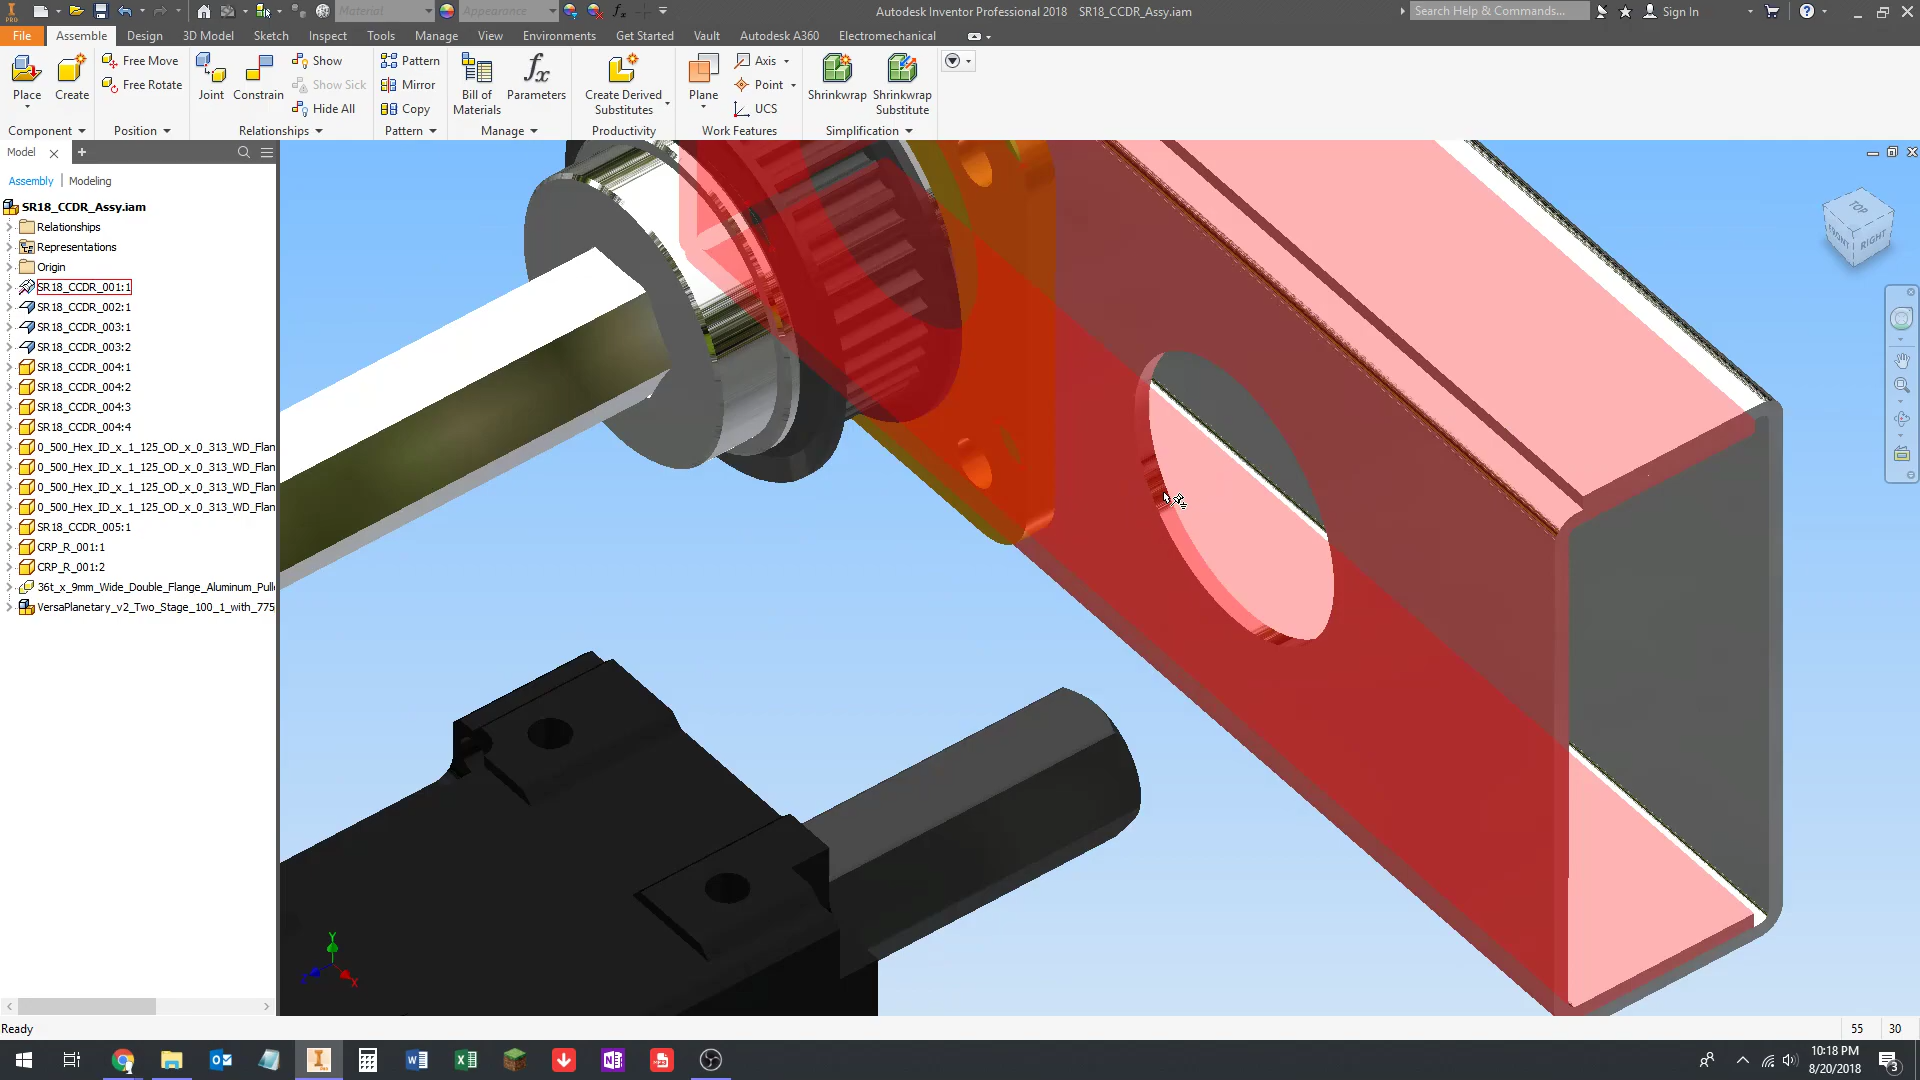 Material
Appearance
Autodesk Inventor Professional 2018 SR18_CCDR_Assy.iam
Search Help & Commands...
Sign In
File Assemble Design 3D Model Sketch Inspect Tools Manage View Environments Get Started Vault Autodesk A360 Electromechanical
Place
Create
Free Move
Free Rotate
Joint
Constrain
Show
Show Sick
Hide All
Pattern
Mirror
Copy
Bill of
Materials
Parameters
Create Derived
Substitutes
Plane
Axis
Point
UCS
Shrinkwrap
Shrinkwrap
Substitute
Component Position Relationships Pattern Manage Productivity Work Features Simplification
Model
Assembly Modeling
SR18_CCDR_Assy.iam
Relationships
Representations
Origin
SR18_CCDR_001:1
SR18_CCDR_002:1
SR18_CCDR_003:1
SR18_CCDR_003:2
SR18_CCDR_004:1
SR18_CCDR_004:2
SR18_CCDR_004:3
SR18_CCDR_004:4
0_500_Hex_ID_x_1_125_OD_x_0_313_WD_Flan
0_500_Hex_ID_x_1_125_OD_x_0_313_WD_Flan
0_500_Hex_ID_x_1_125_OD_x_0_313_WD_Flan
0_500_Hex_ID_x_1_125_OD_x_0_313_WD_Flan
SR18_CCDR_005:1
CRP_R_001:1
CRP_R_001:2
36t_x_9mm_Wide_Double_Flange_Aluminum_Pull
VersaPlanetary_v2_Two_Stage_100_1_with_775
TOP
FRONT
RIGHT
Y
Z
X
Ready
55 30
10:18 PM
8/20/2018
3